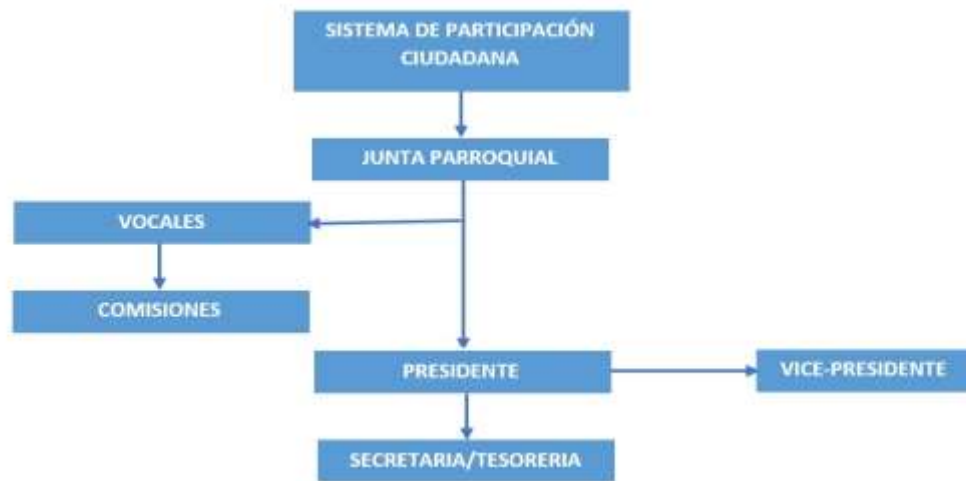 SISTEMA DE PARTICIPACIÓN
CIUDADANA
JUNTA PARROQUIAL
VOCALES
COMISIONES
PRESIDENTE
VICE-PRESIDENTE
SECRETARIA/TESORERIA